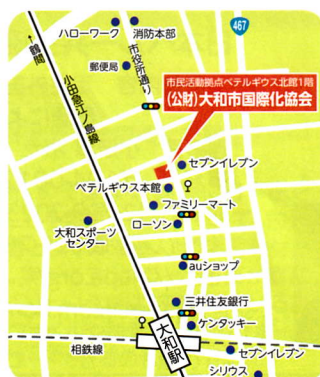 467
ハローワーク
消防本部
←鶴間
郵便局
市役所通り
小田急江ノ島線
市民活動拠点ベテルギウス北館1階
(公財)大和市国際化協会
セブンイレブン
ベテルギウス本館
ファミリーマート
大和スポーツ
センター
ローソン
auショップ
三井住友銀行
ケンタッキー
大和駅
相鉄線
セブンイレブン
シリウス